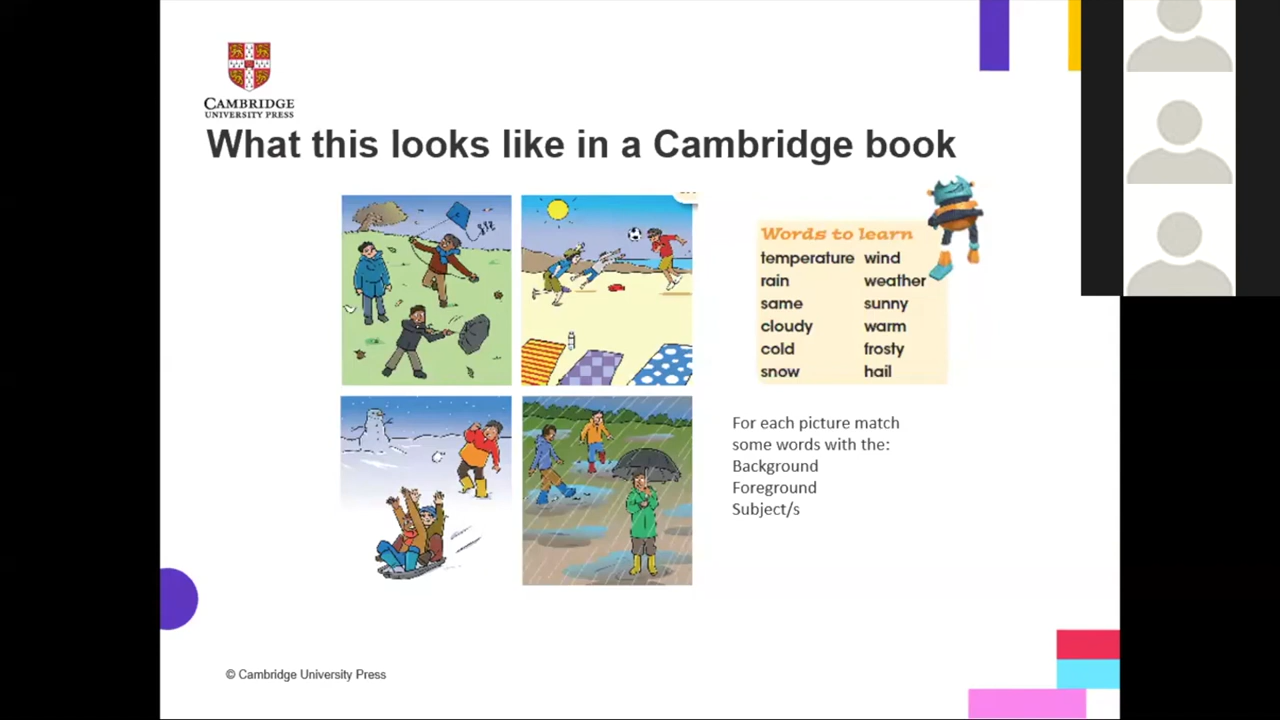 CAMBRIDGE
UNIVERSITY PRESS
What this looks like in a Cambridge book
Words to learn
temperature wind
rain weather
same sunny
cloudy warm
cold frosty
snow hail
For each picture match
some words with the:
Background
Foreground
Subject/s
© Cambridge University Press